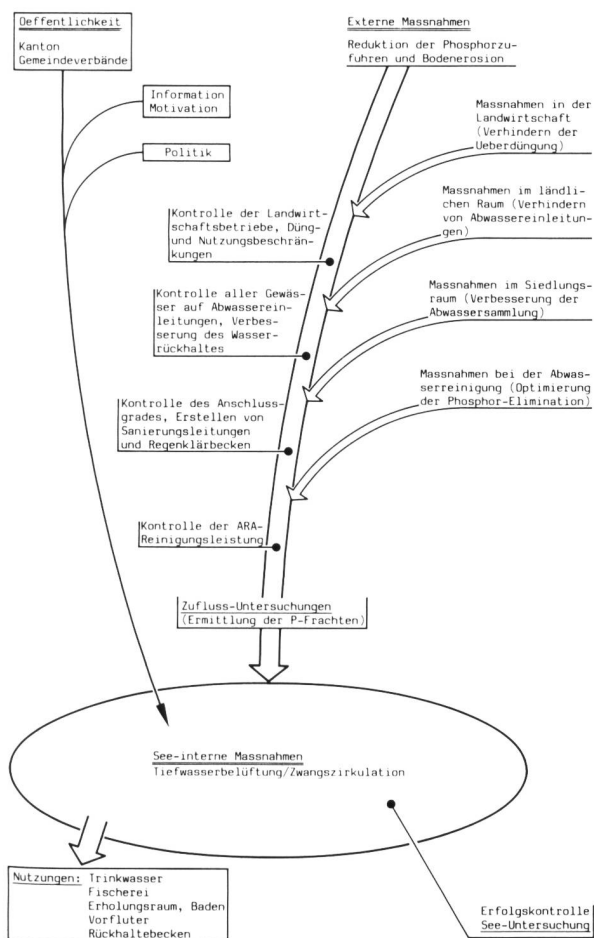 Oeffentlichkeit
Kanton
Gemeindeverbände
Externe Massnahmen
Reduktion der Phosphorzu-
fuhren und Bodenerosion
Information
Motivation
Politik
Massnahmen in der
Landwirtschaft
(Verhindern der
Ueberdüngung)
Massnahmen im ländli-
chen Raum (Verhindern
von Abwassereinleitun-
gen)
Kontrolle der Landwirt-
schaftsbetriebe, Düng-
und Nutzungsbeschrän-
kungen
Kontrolle aller Gewäs-
ser auf Abwasserein-
leitungen, Verbes-
serung des Wasser-
rückhaltes
Massnahmen im Siedlungs-
raum (Verbesserung der
Abwassersammlung)
Massnahmen bei der Abwas-
serreinigung (Optimierung
der Phosphor-Elimination)
Kontrolle des Anschluss-
grades, Erstellen von
Sanierungsleitungen
und Regenklärbecken
Kontrolle der ARA-
Reinigungsleistung
Zufluss-Untersuchungen
(Ermittlung der P-Frachten)
See-interne Massnahmen
Tiefwasserbelüftung/Zwangszirkulation
Nutzungen: Trinkwasser
Fischerei
Erholungsraum, Baden
Vorfluter
Rückhaltebecken
Erfolgskontrolle
See-Untersuchung